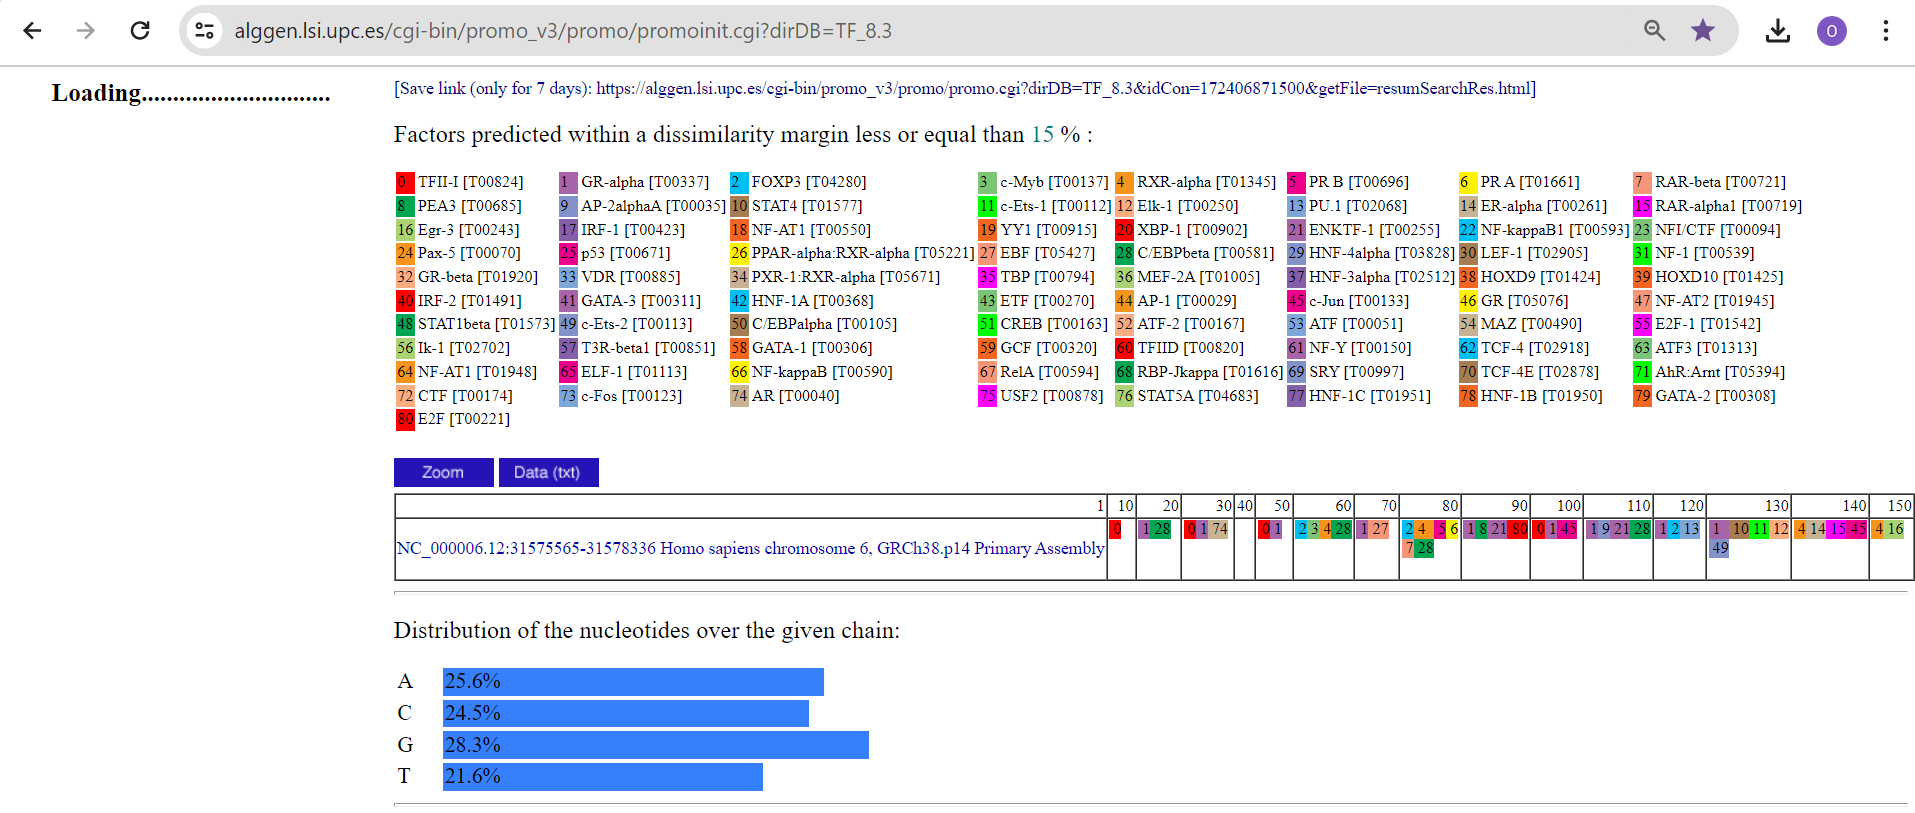 alggen.lsi.upc.es/cgi-bin/promo_v3/promo/promoinit.cgi?dirDB=TF_8.3
O
Loading..............................
[Save link (only for 7 days): https://alggen.lsi.upc.es/cgi-bin/promo_v3/promo/promo.cgi?dirDB=TF_8.3&idCon=172406871500&getFile=resumSearchRes.html]
Factors predicted within a dissimilarity margin less or equal than 15 % :
0 TFII-I [T00824] 1 GR-alpha [T00337] 2 FOXP3 [T04280] 3 c-Myb [T00137] 4 RXR-alpha [T01345] 5 PR B [T00696] 6 PR A [T01661] 7 RAR-beta [T00721]
8 PEA3 [T00685] 9 AP-2alphaA [T00035] 10 STAT4 [T01577] 11 c-Ets-1 [T00112] 12 Elk-1 [T00250] 13 PU.1 [T02068] 14 ER-alpha [T00261] 15 RAR-alpha1 [T00719]
16 Egr-3 [T00243] 17 IRF-1 [T00423] 18 NF-AT1 [T00550] 19 YY1 [T00915] 20 XBP-1 [T00902] 21 ENKTF-1 [T00255] 22 NF-kappaB1 [T00593] 23 NFI/CTF [T00094]
24 Pax-5 [T00070] 25 p53 [T00671] 26 PPAR-alpha:RXR-alpha [T05221] 27 EBF [T05427] 28 C/EBPbeta [T00581] 29 HNF-4alpha [T03828] 30 LEF-1 [T02905] 31 NF-1 [T00539]
32 GR-beta [T01920] 33 VDR [T00885] 34 PXR-1:RXR-alpha [T05671] 35 TBP [T00794] 36 MEF-2A [T01005] 37 HNF-3alpha [T02512] 38 HOXD9 [T01424] 39 HOXD10 [T01425]
40 IRF-2 [T01491] 41 GATA-3 [T00311] 42 HNF-1A [T00368] 43 ETF [T00270] 44 AP-1 [T00029] 45 c-Jun [T00133] 46 GR [T05076] 47 NF-AT2 [T01945]
48 STAT1beta [T01573] 49 c-Ets-2 [T00113] 50 C/EBPalpha [T00105] 51 CREB [T00163] 52 ATF-2 [T00167] 53 ATF [T00051] 54 MAZ [T00490] 55 E2F-1 [T01542]
56 Ik-1 [T02702] 57 T3R-beta1 [T00851] 58 GATA-1 [T00306] 59 GCF [T00320] 60 TFIID [T00820] 61 NF-Y [T00150] 62 TCF-4 [T02918] 63 ATF3 [T01313]
64 NF-AT1 [T01948] 65 ELF-1 [T01113] 66 NF-kappaB [T00590] 67 RelA [T00594] 68 RBP-Jkappa [T01616] 69 SRY [T00997] 70 TCF-4E [T02878] 71 AhR:Arnt [T05394]
72 CTF [T00174] 73 c-Fos [T00123] 74 AR [T00040] 75 USF2 [T00878] 76 STAT5A [T04683] 77 HNF-1C [T01951] 78 HNF-1B [T01950] 79 GATA-2 [T00308]
80 E2F [T00221]
Zoom Data (txt)
1 10 20 30 40 50 60 70 80 90 100 110 120 130 140 150
0 1 28 0 1 74 0 1 2 3 4 28 1 27 2 4 5 6 1 8 21 80 0 1 45 1 9 21 28 1 2 13 1 10 11 12 4 14 15 45 4 16
NC_000006.12:31575565-31578336 Homo sapiens chromosome 6, GRCh38.p14 Primary Assembly 7 28 49
Distribution of the nucleotides over the given chain:
A 25.6%
C 24.5%
G 28.3%
T 21.6%